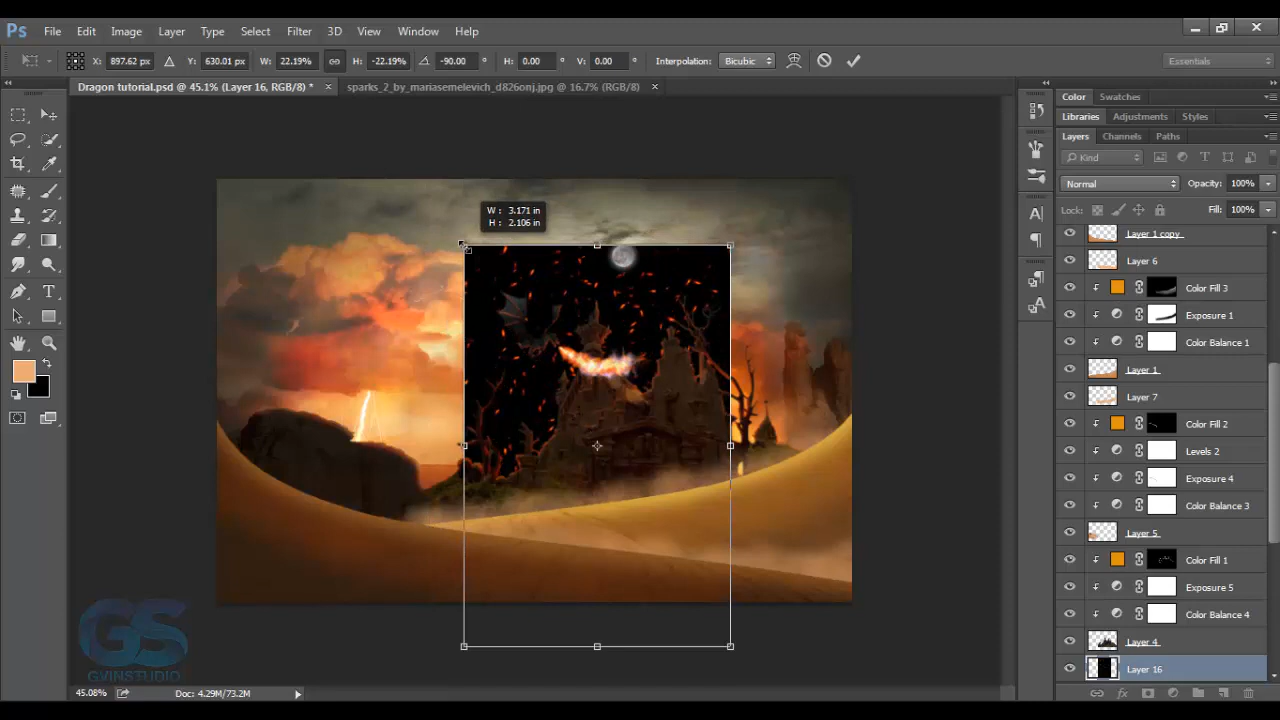 Ps File Edit Image Layer Type Select Filter 3D View Window Help
X: 897.62 px Y: 630.01 px W: 22.19% H: -22.19% -90.00 ° H: 0.00 ° V: 0.00 ° Interpolation: Bicubic Essentials
Dragon tutorial.psd @ 45.1% (Layer 16, RGB/8) * × sparks_2_by_mariasemelevich_d826onj.jpg @ 16.7% (RGB/8) ×
Color Swatches
Libraries Adjustments Styles
Layers Channels Paths
Kind
Normal Opacity: 100%
Lock: Fill: 100%
W: 3.171 in
H: 2.106 in
Layer 1 copy
Layer 6
Color Fill 3
Exposure 1
Color Balance 1
Layer 1
Layer 7
Color Fill 2
Levels 2
Exposure 4
Color Balance 3
Layer 5
Color Fill 1
Exposure 5
Color Balance 4
Layer 4
Layer 16
GS
GVINSTUDIO
45.08% Doc: 4.29M/73.2M